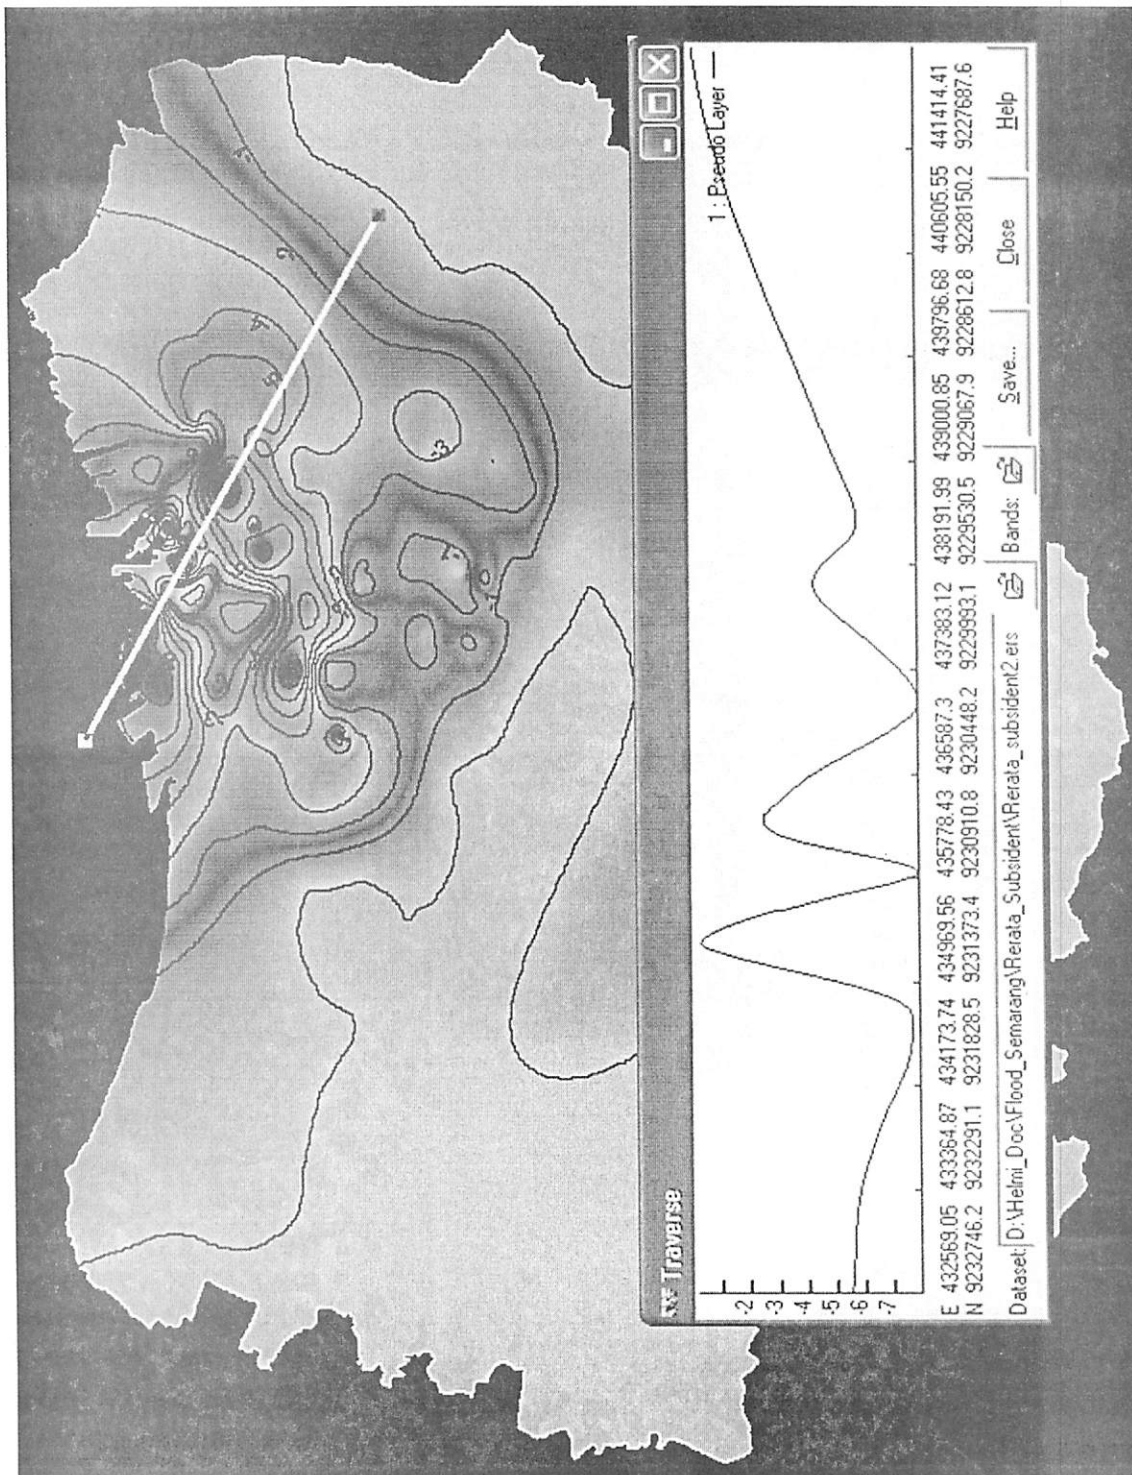 Traverse
1 : Pseudo Layer
-2
-3
-4
-5
-6
-7
E 432569.05 433364.87 434173.74 434969.56 435778.43 436587.3 437383.12 438191.99 439000.85 439796.68 440605.55 441414.41
N 9232746.2 9232291.1 9231828.5 9231373.4 9230910.8 9230448.2 9229993.1 9229530.5 9229067.9 9228612.8 9228150.2 9227687.6
Dataset: D:\Helmi_Doc\Flood_Semarang\Rerata_Subsident\Rerata_subsident2.ers Bands: Save... Close Help